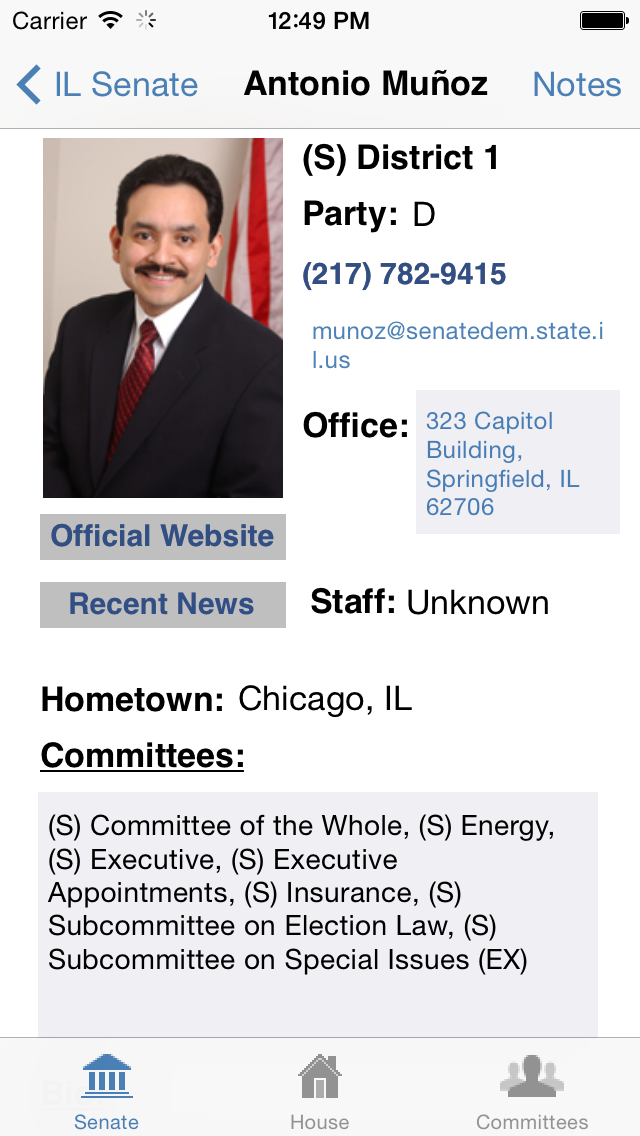 Carrier 12:49 PM
IL Senate Antonio Muñoz Notes
(S) District 1
Party: D
(217) 782-9415
munoz@senatedem.state.i
l.us
Office: 323 Capitol
Building,
Springfield, IL
62706
Official Website
Recent News
Staff: Unknown
Hometown: Chicago, IL
Committees:
(S) Committee of the Whole, (S) Energy,
(S) Executive, (S) Executive
Appointments, (S) Insurance, (S)
Subcommittee on Election Law, (S)
Subcommittee on Special Issues (EX)
Senate House Committees